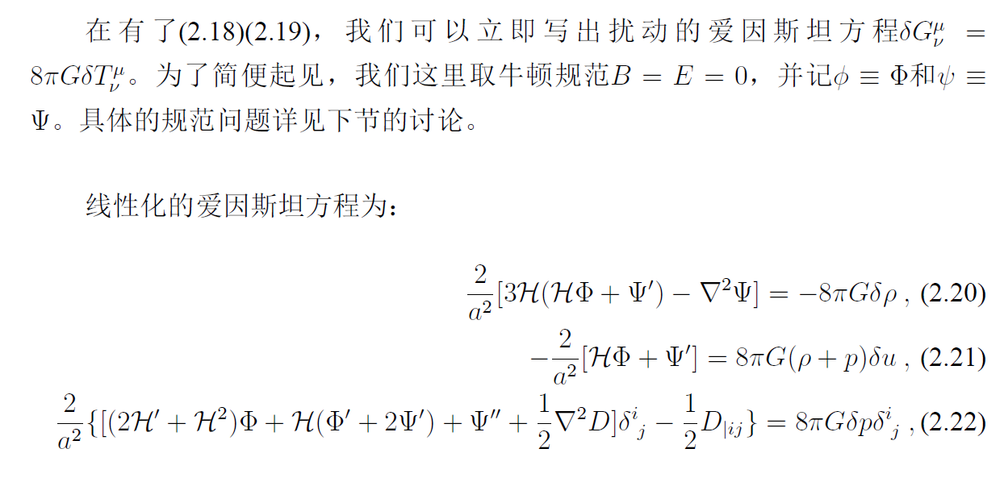 在有了(2.18)(2.19)，我们可以立即写出扰动的爱因斯坦方程$\delta G^{\mu}_{\nu} =$
$8\pi G\delta T^{\mu}_{\nu}$。为了简便起见，我们这里取牛顿规范$B = E = 0$，并记$\phi \equiv \Phi$和$\psi \equiv$
$\Psi$。具体的规范问题详见下节的讨论。
线性化的爱因斯坦方程为：
$\frac{2}{a^2}[3\mathcal{H}(\mathcal{H}\Phi + \Psi') - \nabla^2\Psi] = -8\pi G\delta\rho$ , (2.20)
$-\frac{2}{a^2}[\mathcal{H}\Phi + \Psi'] = 8\pi G(\rho + p)\delta u$ , (2.21)
$\frac{2}{a^2}\{[(2\mathcal{H}' + \mathcal{H}^2)\Phi + \mathcal{H}(\Phi' + 2\Psi') + \Psi'' + \frac{1}{2}\nabla^2 D]\delta^i_{\ j} - \frac{1}{2}D_{|ij}\} = 8\pi G\delta p\delta^i_{\ j}$ , (2.22)